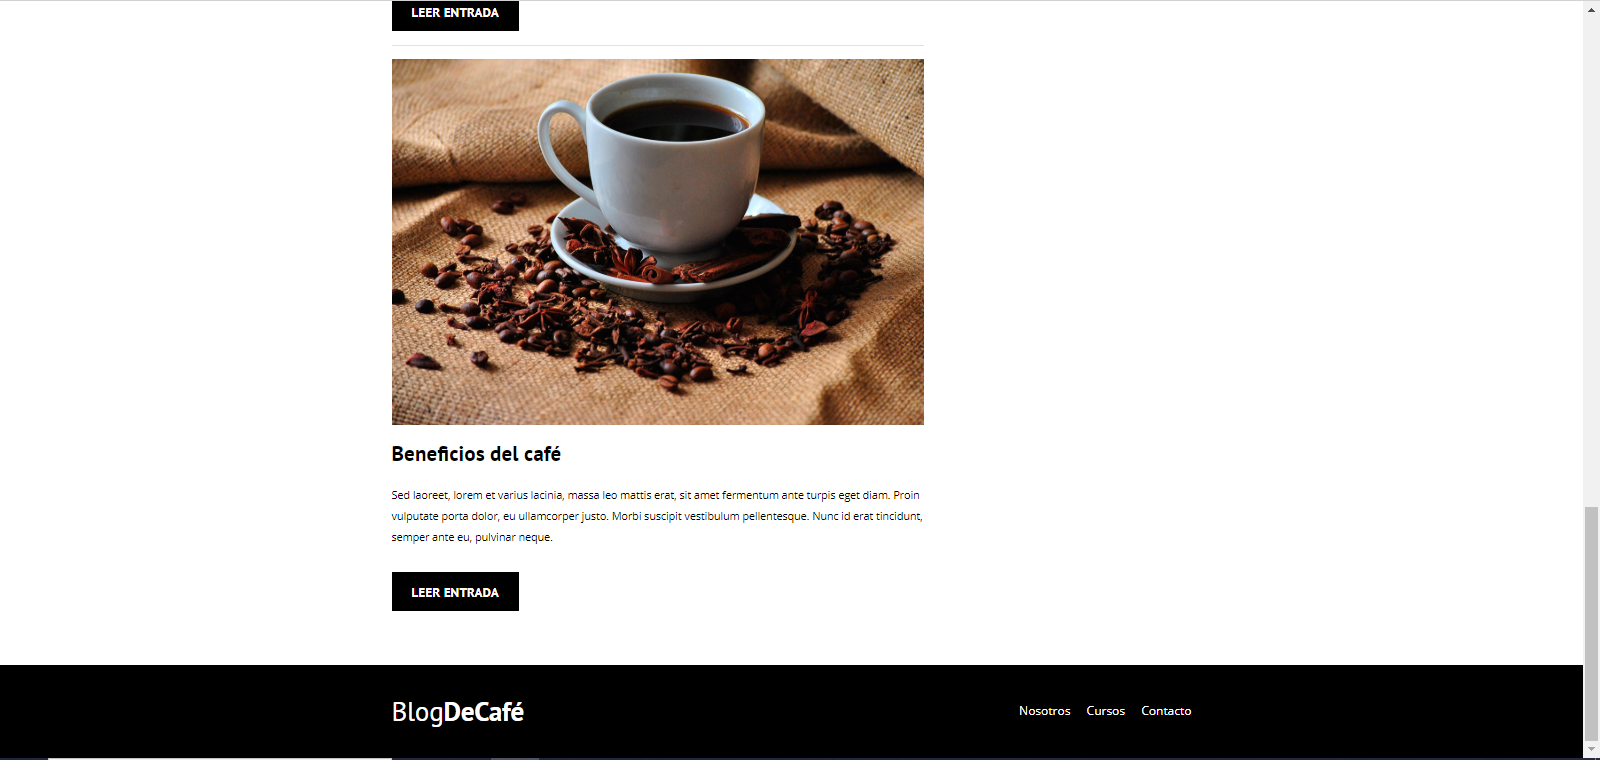 LEER ENTRADA
Beneficios del café
Sed laoreet, lorem et varius lacinia, massa leo mattis erat, sit amet fermentum ante turpis eget diam. Proin
vulputate porta dolor, eu ullamcorper justo. Morbi suscipit vestibulum pellentesque. Nunc id erat tincidunt,
semper ante eu, pulvinar neque.
LEER ENTRADA
BlogDeCafé
Nosotros Cursos Contacto